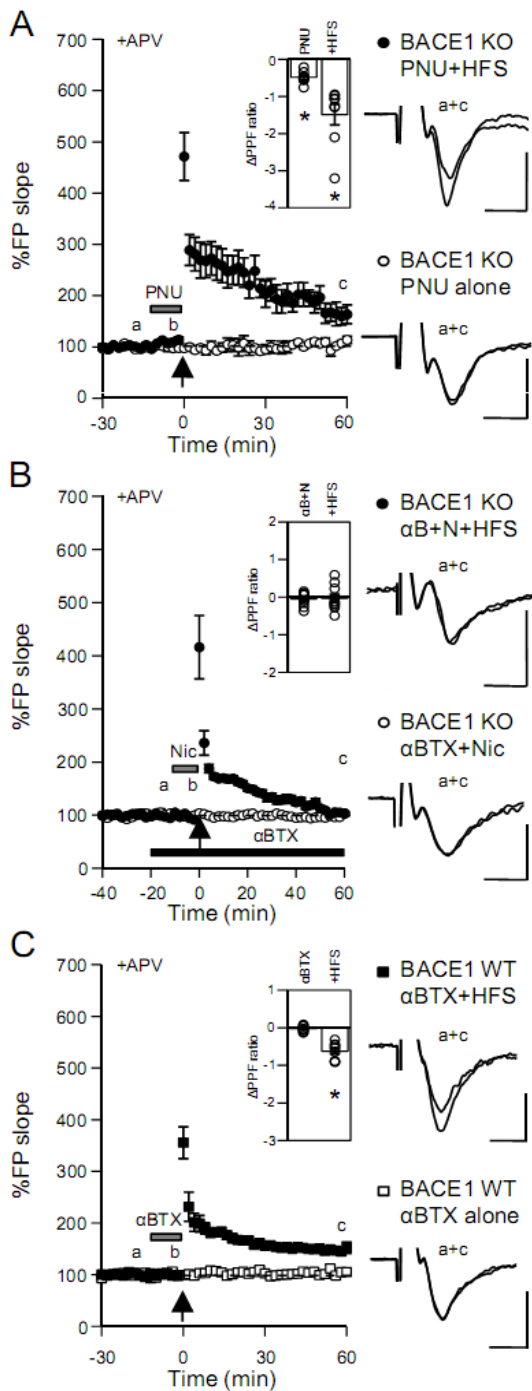 A
+APV
700
600
500
400
300
200
100
0
%FP slope
PNU
a
b
c
-30
0
30
60
Time (min)
PNU
+HFS
0
-1
-2
-3
-4
ΔPPF ratio
*
*
BACE1 KO
PNU+HFS
a+c
BACE1 KO
PNU alone
a+c
B
+APV
700
600
500
400
300
200
100
0
%FP slope
Nic
a
b
c
αBTX
-40
-20
0
20
40
60
Time (min)
αB+N
+HFS
2
1
0
-1
-2
ΔPPF ratio
BACE1 KO
αB+N+HFS
a+c
BACE1 KO
αBTX+Nic
a+c
C
+APV
700
600
500
400
300
200
100
0
%FP slope
αBTX
a
b
c
-30
0
30
60
Time (min)
αBTX
+HFS
1
0
-1
-2
-3
ΔPPF ratio
*
BACE1 WT
αBTX+HFS
a+c
BACE1 WT
αBTX alone
a+c